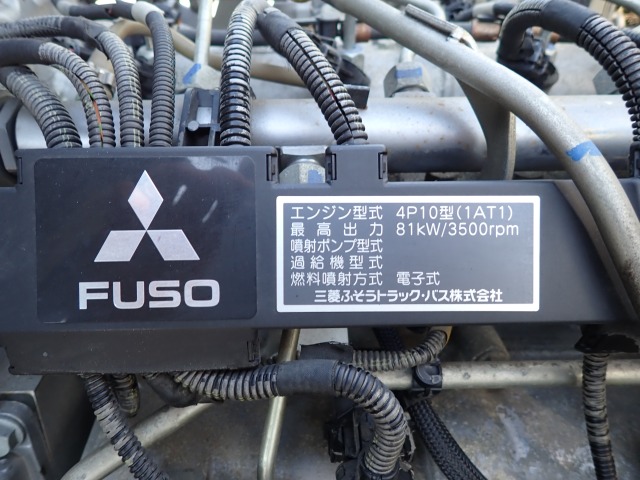 FUSO
エンジン型式 4P10型(1AT1)
最高出力 81kW/3500rpm
噴射ポンプ型式
過給機型式
燃料噴射方式 電子式
三菱ふそうトラック・バス株式会社